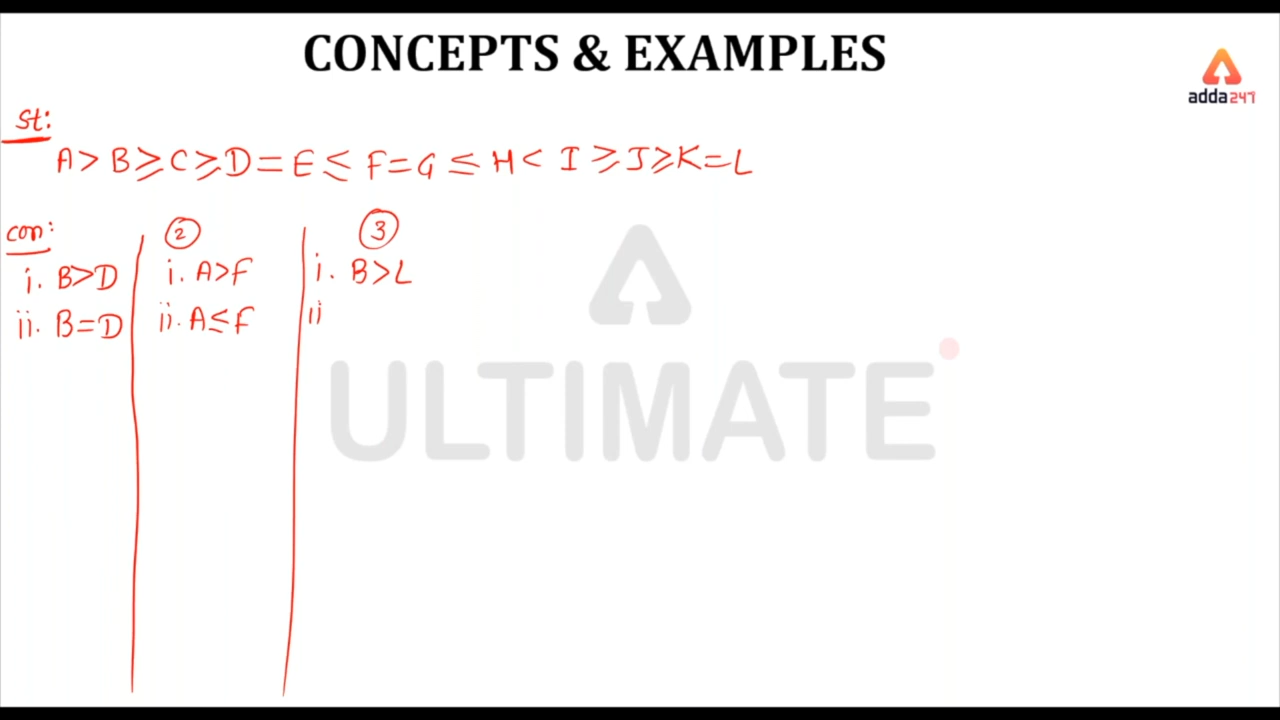 CONCEPTS & EXAMPLES
adda247
St:
A > B ≥ C ≥ D = E ≤ F = G ≤ H < I ≥ J ≥ K = L
con:
i. B > D
ii. B = D
2
i. A > F
ii. A ≤ F
3
i. B > L
ii
ULTIMATE